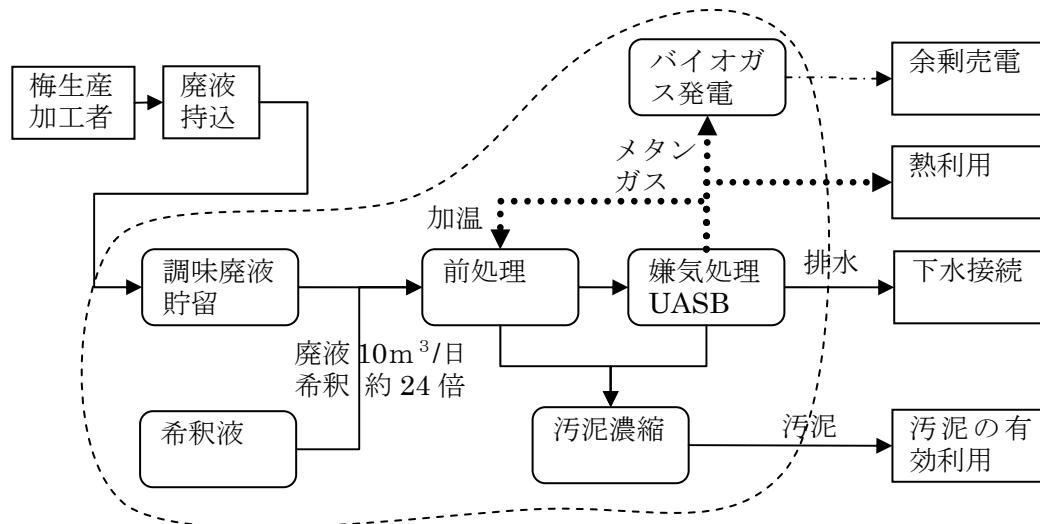 梅生産
加工者
廃液
持込
バイオガ
ス発電
余剰売電
メタン
ガス
熱利用
加温
調味廃液
貯留
前処理
嫌気処理
UASB
排水
下水接続
廃液 10ｍ³/日
希釈 約 24 倍
希釈液
汚泥濃縮
汚泥
汚泥の有
効利用